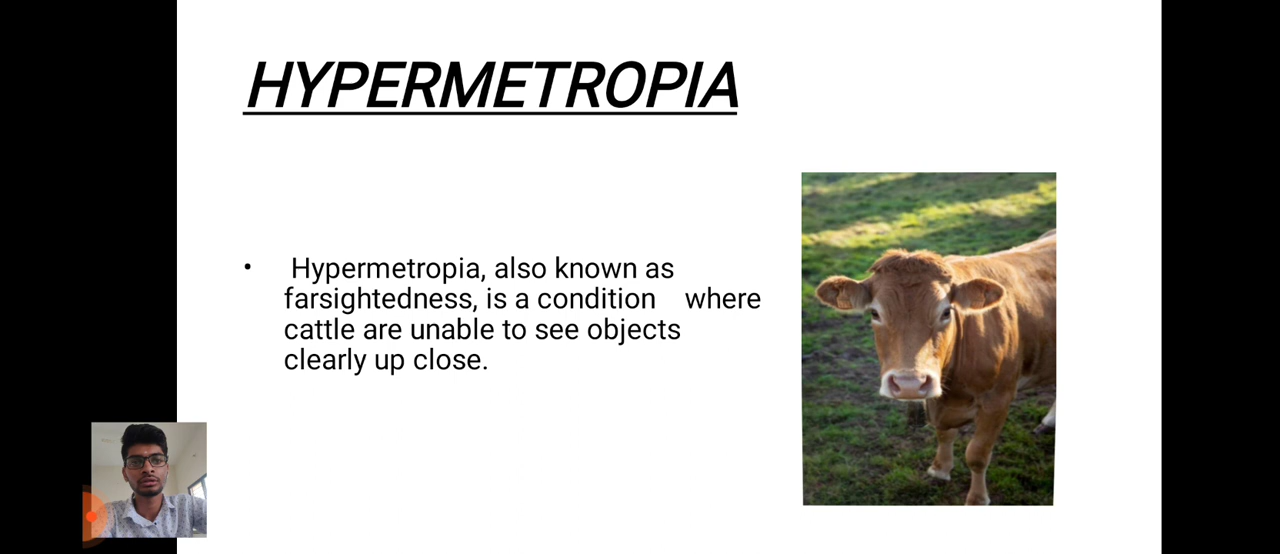 HYPERMETROPIA
• Hypermetropia, also known as
farsightedness, is a condition where
cattle are unable to see objects
clearly up close.